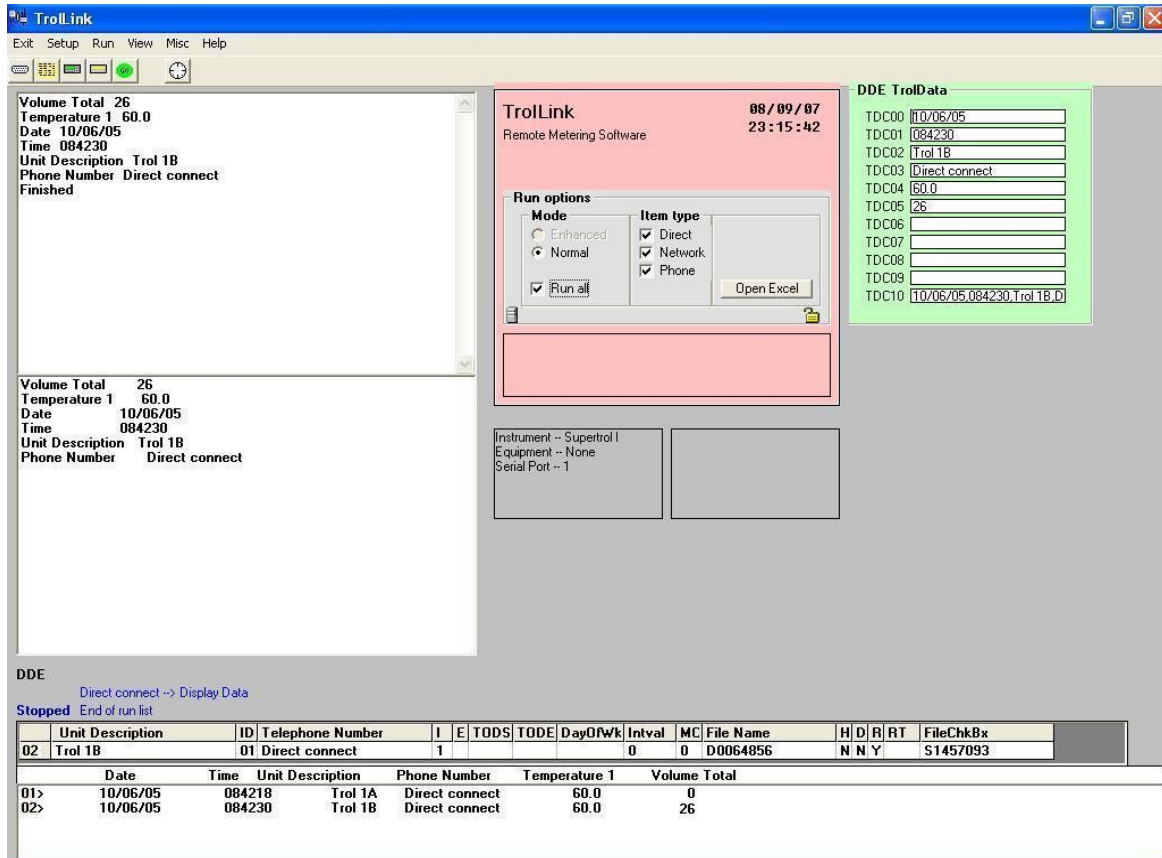 TrolLink
Exit Setup Run View Misc Help
GO
Volume Total 26
Temperature 1 60.0
Date 10/06/05
Time 084230
Unit Description Trol 1B
Phone Number Direct connect
Finished
Volume Total 26
Temperature 1 60.0
Date 10/06/05
Time 084230
Unit Description Trol 1B
Phone Number Direct connect
TrolLink 08/09/07
Remote Metering Software 23:15:42
Run options
Mode Item type
Enhanced Direct
Normal Network
Phone
Run all Open Excel
Instrument -- Supertrol I
Equipment -- None
Serial Port -- 1
DDE TrolData
TDC00 10/06/05
TDC01 084230
TDC02 Trol 1B
TDC03 Direct connect
TDC04 60.0
TDC05 26
TDC06
TDC07
TDC08
TDC09
TDC10 10/06/05,084230,Trol 1B,D
DDE
Direct connect --> Display Data
Stopped End of run list
Unit Description ID Telephone Number I E TODS TODE DayOfWk Intval MC File Name H D R RT FileChkBx
02 Trol 1B 01 Direct connect 1 0 0 D0064856 N N Y S1457093
Date Time Unit Description Phone Number Temperature 1 Volume Total
01> 10/06/05 084218 Trol 1A Direct connect 60.0 0
02> 10/06/05 084230 Trol 1B Direct connect 60.0 26